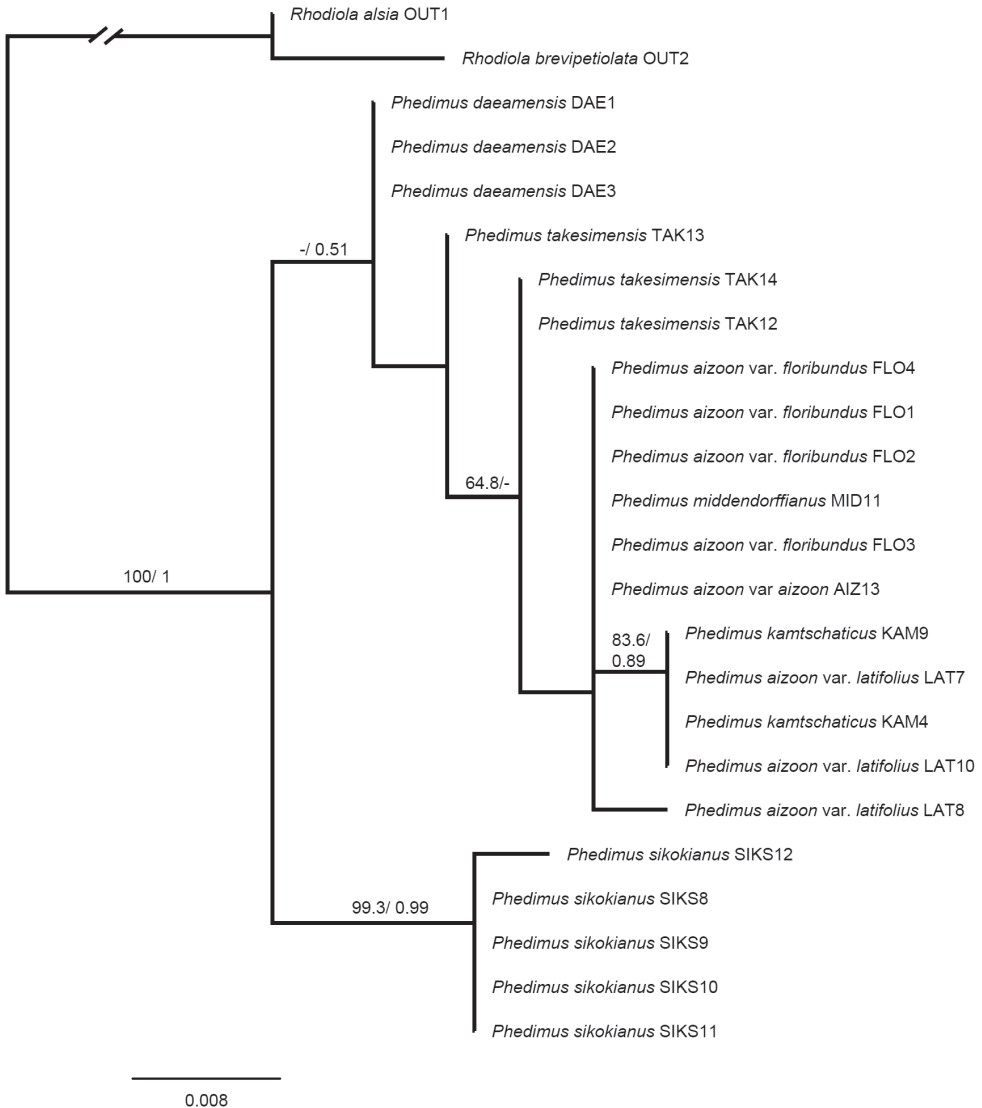 Rhodiola alsia OUT1
Rhodiola brevipetiolata OUT2
Phedimus daeamensis DAE1
Phedimus daeamensis DAE2
Phedimus daeamensis DAE3
Phedimus takesimensis TAK13
-/ 0.51
Phedimus takesimensis TAK14
Phedimus takesimensis TAK12
Phedimus aizoon var. floribundus FLO4
Phedimus aizoon var. floribundus FLO1
Phedimus aizoon var. floribundus FLO2
64.8/-
Phedimus middendorffianus MID11
Phedimus aizoon var. floribundus FLO3
100/ 1
Phedimus aizoon var aizoon AIZ13
83.6/
0.89
Phedimus kamtschaticus KAM9
Phedimus aizoon var. latifolius LAT7
Phedimus kamtschaticus KAM4
Phedimus aizoon var. latifolius LAT10
Phedimus aizoon var. latifolius LAT8
Phedimus sikokianus SIKS12
Phedimus sikokianus SIKS8
99.3/ 0.99
Phedimus sikokianus SIKS9
Phedimus sikokianus SIKS10
Phedimus sikokianus SIKS11
0.008